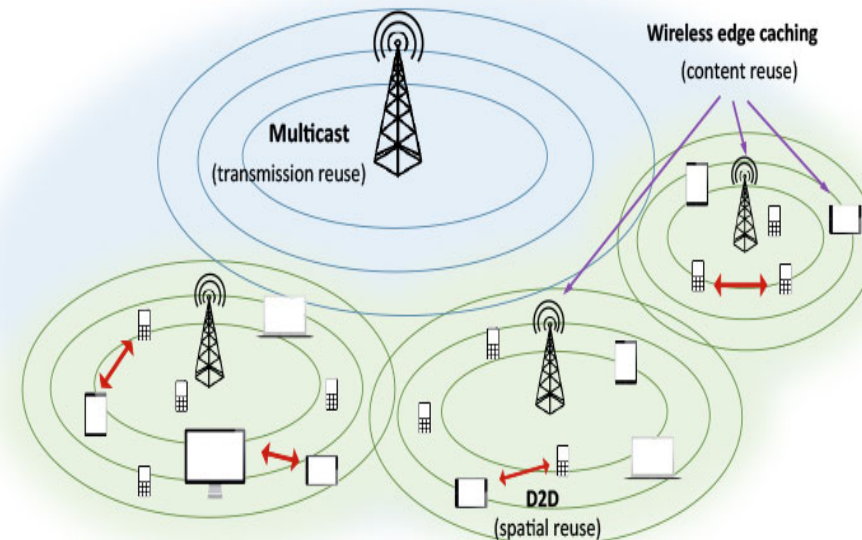 Wireless edge caching
(content reuse)
Multicast
(transmission reuse)
D2D
(spatial reuse)